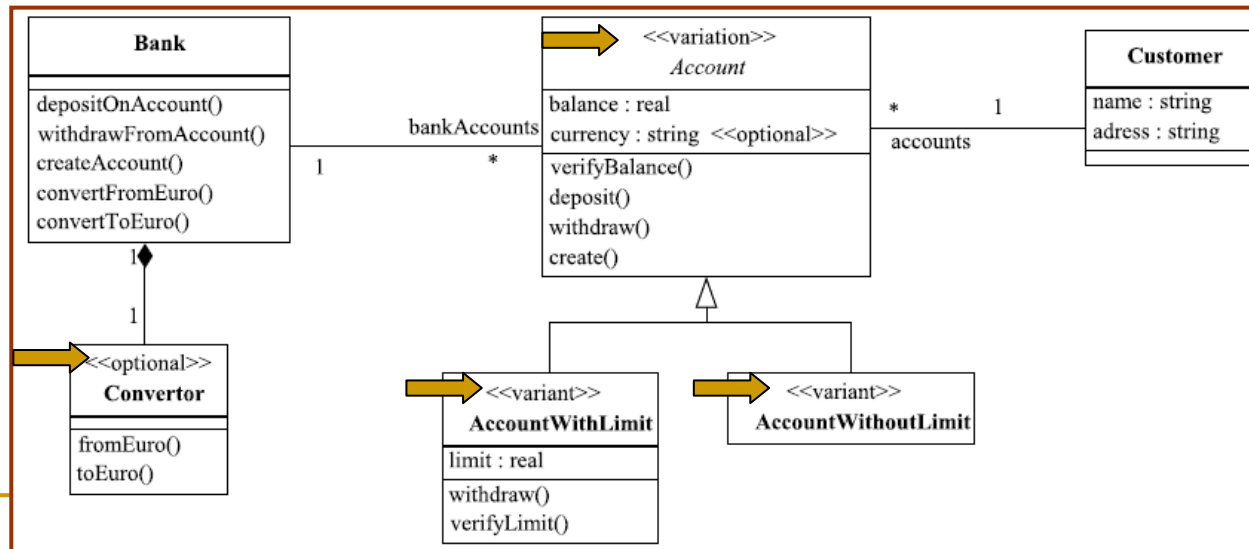 Bank
depositOnAccount()
withdrawFromAccount()
createAccount()
convertFromEuro()
convertToEuro()
1
bankAccounts
*
<<variation>>
Account
balance : real
currency : string <<optional>>
verifyBalance()
deposit()
withdraw()
create()
*
accounts
1
Customer
name : string
adress : string
1
1
<<optional>>
Convertor
fromEuro()
toEuro()
<<variant>>
AccountWithLimit
limit : real
withdraw()
verifyLimit()
<<variant>>
AccountWithoutLimit